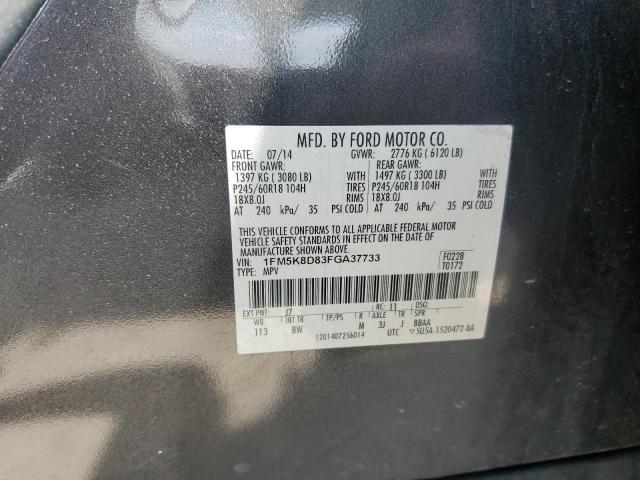 MFD. BY FORD MOTOR CO.
DATE: 07/14 GVWR: 2776 KG ( 6120 LB)
FRONT GAWR: REAR GAWR:
1397 KG ( 3080 LB) WITH 1497 KG ( 3300 LB) WITH
P245/60R18 104H TIRES P245/60R18 104H TIRES
18X8.0J RIMS 18X8.0J RIMS
AT 240 kPa/ 35 PSI COLD AT 240 kPa/ 35 PSI COLD
THIS VEHICLE CONFORMS TO ALL APPLICABLE FEDERAL MOTOR
VEHICLE SAFETY STANDARDS IN EFFECT ON THE DATE OF
MANUFACTURE SHOWN ABOVE.
VIN: 1FM5K8D83FGA37733 F0228
TYPE: MPV T0172
EXT PNT: J7 RC: 11 DSO:
WB INT TR TP/PS R AXLE TR SPR
113 BW M 3J J BBAA
1201407256014 UTC ▽5U5A-1520472-BA